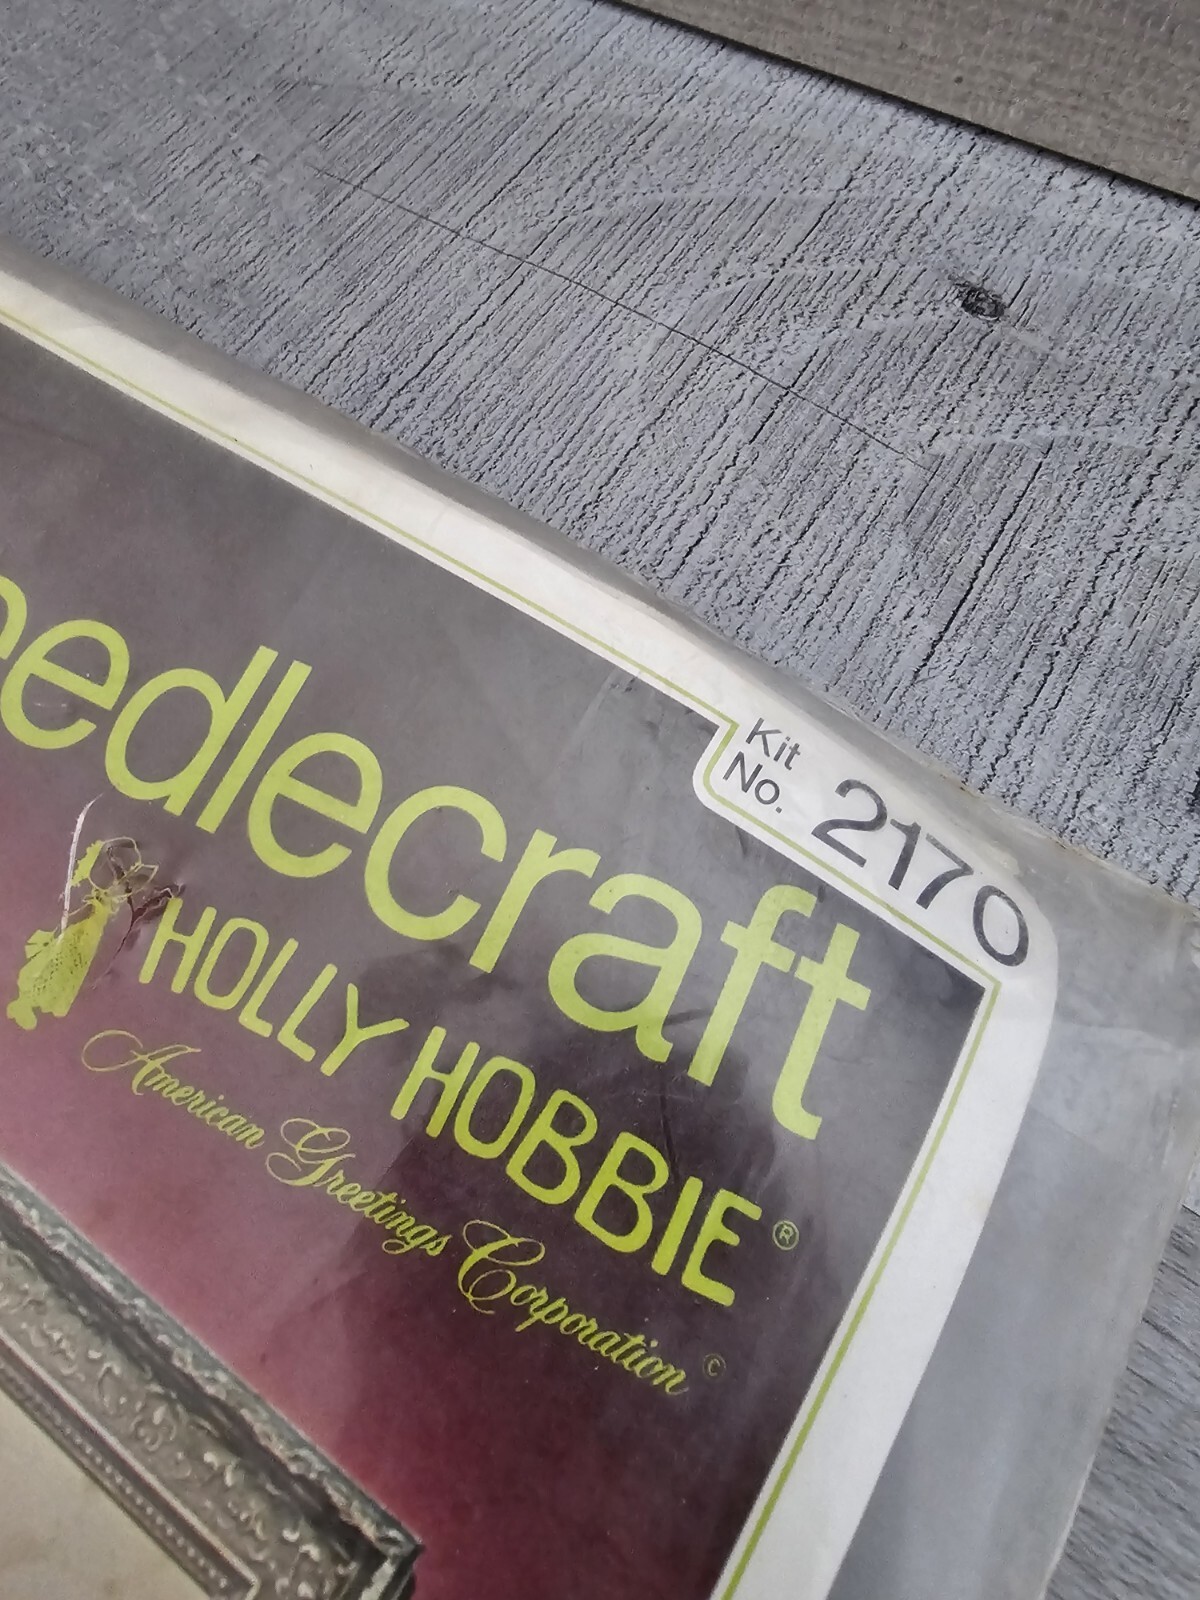 Kit
No. 2170
eedlecraft
HOLLY HOBBIE®
American Greetings Corporation ©